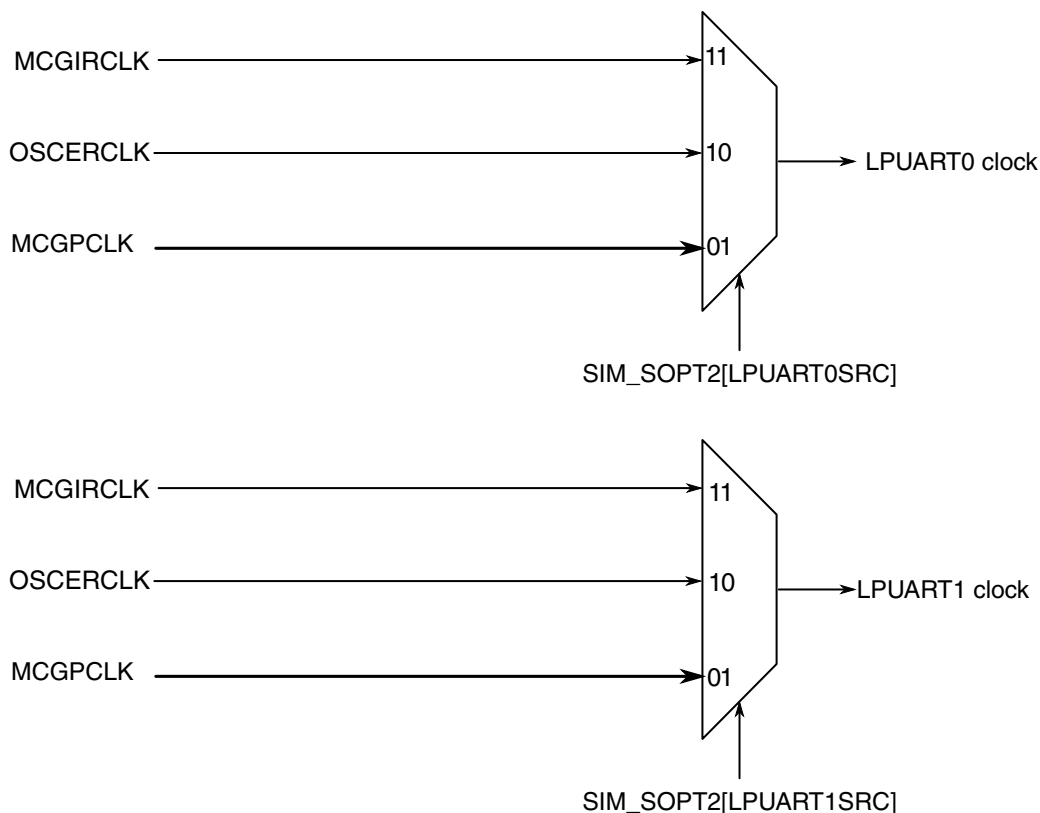 MCGIRCLK
11
OSCERCLK
10
LPUART0 clock
MCGPCLK
01
SIM_SOPT2[LPUART0SRC]
MCGIRCLK
11
OSCERCLK
10
LPUART1 clock
MCGPCLK
01
SIM_SOPT2[LPUART1SRC]